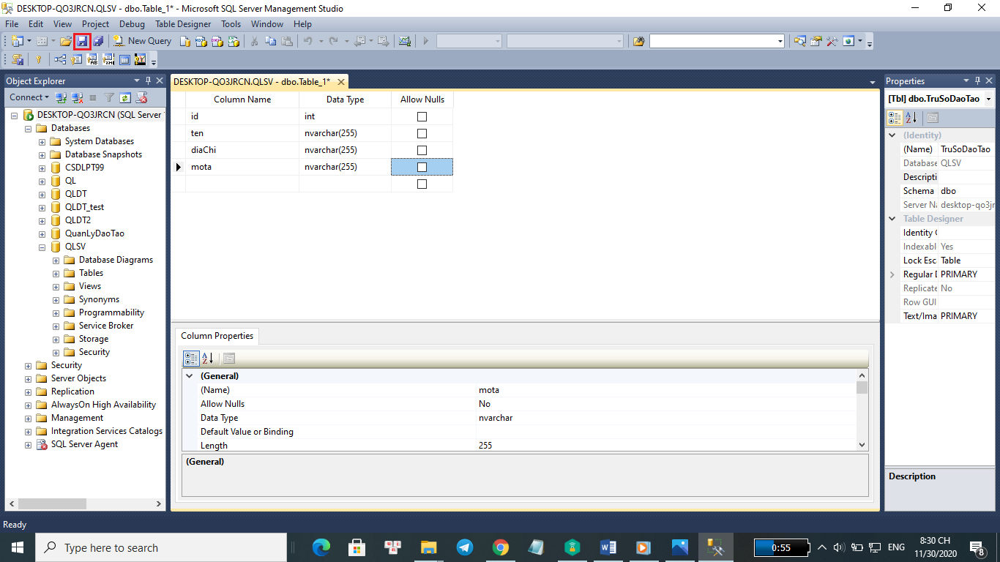 DESKTOP-QO3JRCN.QLSV - dbo.Table_1* - Microsoft SQL Server Management Studio
File Edit View Project Debug Table Designer Tools Window Help
New Query
Object Explorer
Connect
DESKTOP-QO3JRCN (SQL Server
Databases
System Databases
Database Snapshots
CSDLPT99
QL
QLDT
QLDT_test
QLDT2
QuanLyDaoTao
QLSV
Database Diagrams
Tables
Views
Synonyms
Programmability
Service Broker
Storage
Security
Security
Server Objects
Replication
AlwaysOn High Availability
Management
Integration Services Catalogs
SQL Server Agent
DESKTOP-QO3JRCN.QLSV - dbo.Table_1*
Column Name Data Type Allow Nulls
id int
ten nvarchar(255)
diaChi nvarchar(255)
mota nvarchar(255)
Column Properties
(General)
(Name) mota
Allow Nulls No
Data Type nvarchar
Default Value or Binding
Length 255
(General)
Properties
[Tbl] dbo.TruSoDaoTao
(Identity)
(Name) TruSoDaoTao
Database QLSV
Descripti
Schema dbo
Server Na desktop-qo3jr
Table Designer
Identity C
Indexabl Yes
Lock Esc Table
Regular D PRIMARY
Replicate No
Row GUI
Text/Ima PRIMARY
Description
Ready
Type here to search
0:55
ENG
8:30 CH
11/30/2020
8